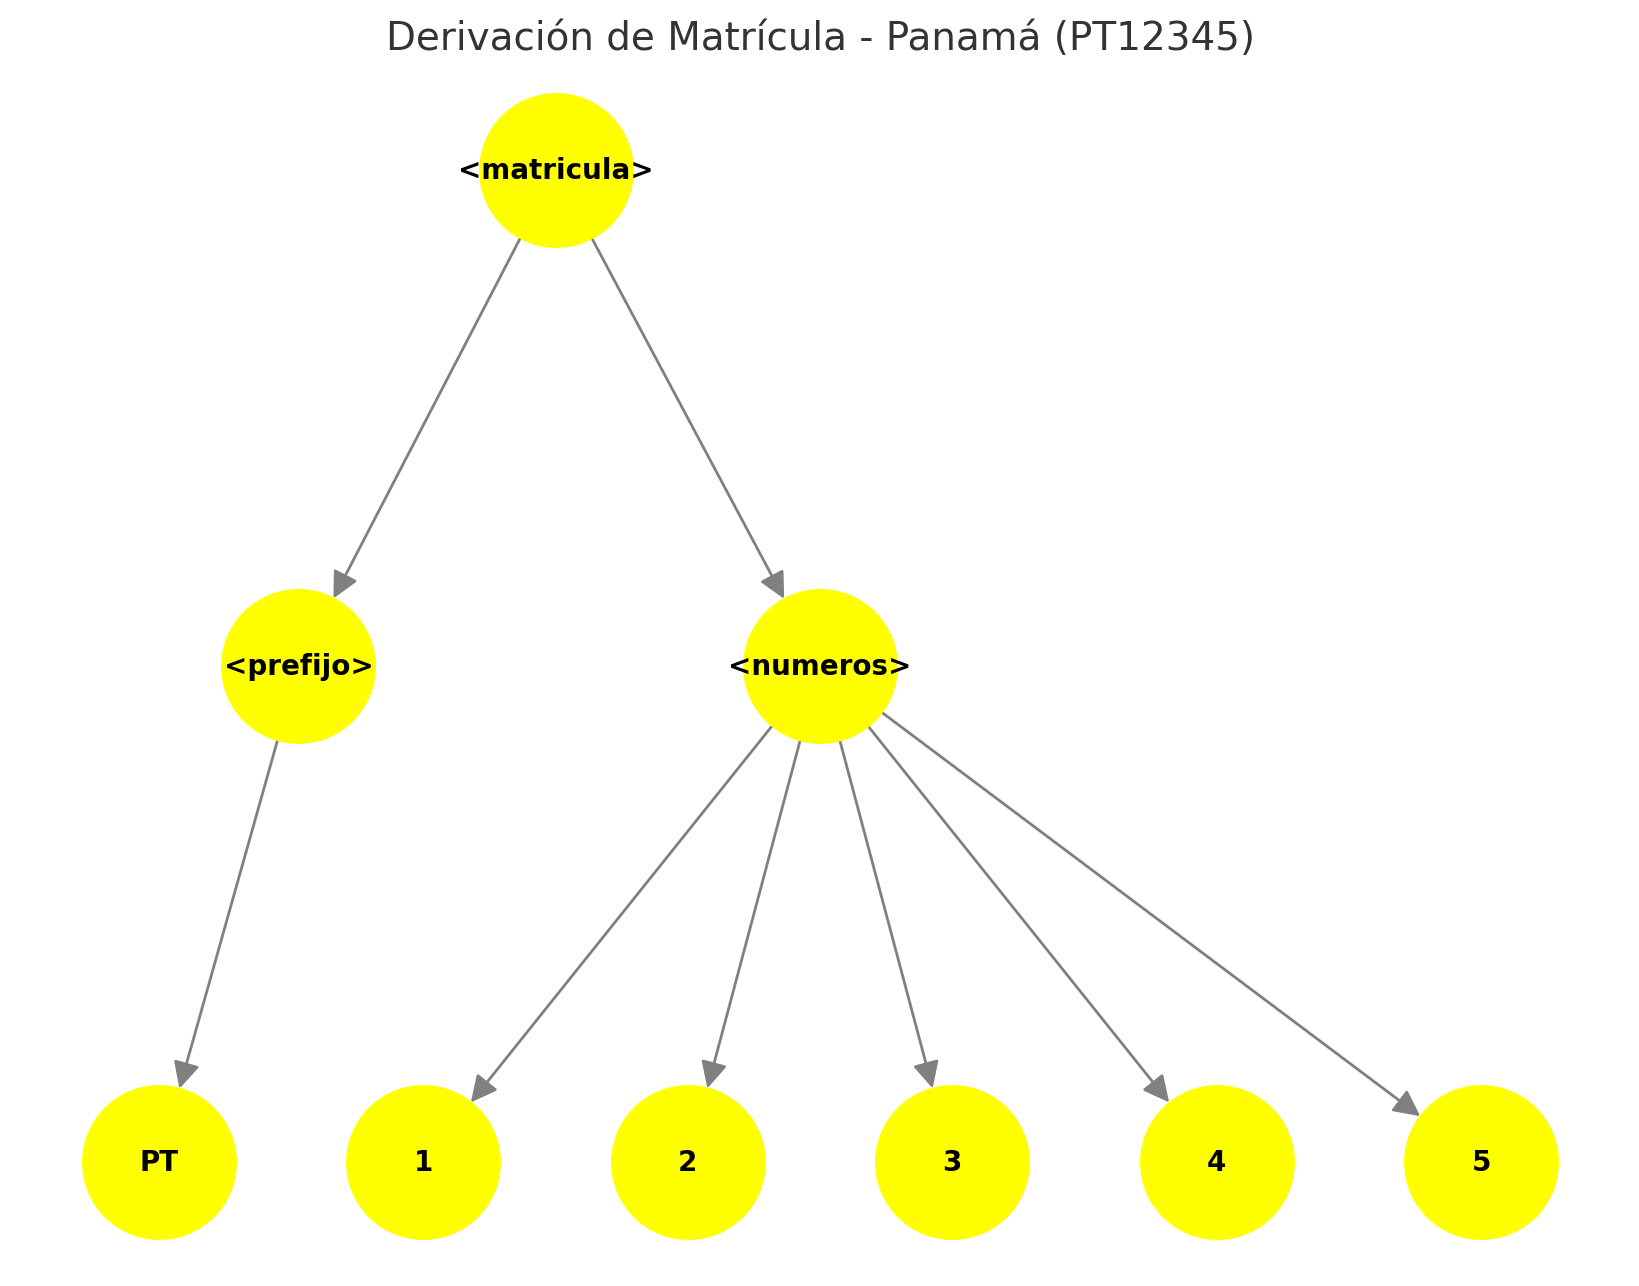 Derivación de Matrícula - Panamá (PT12345)
<matricula>
<prefijo>
<numeros>
PT
1
2
3
4
5